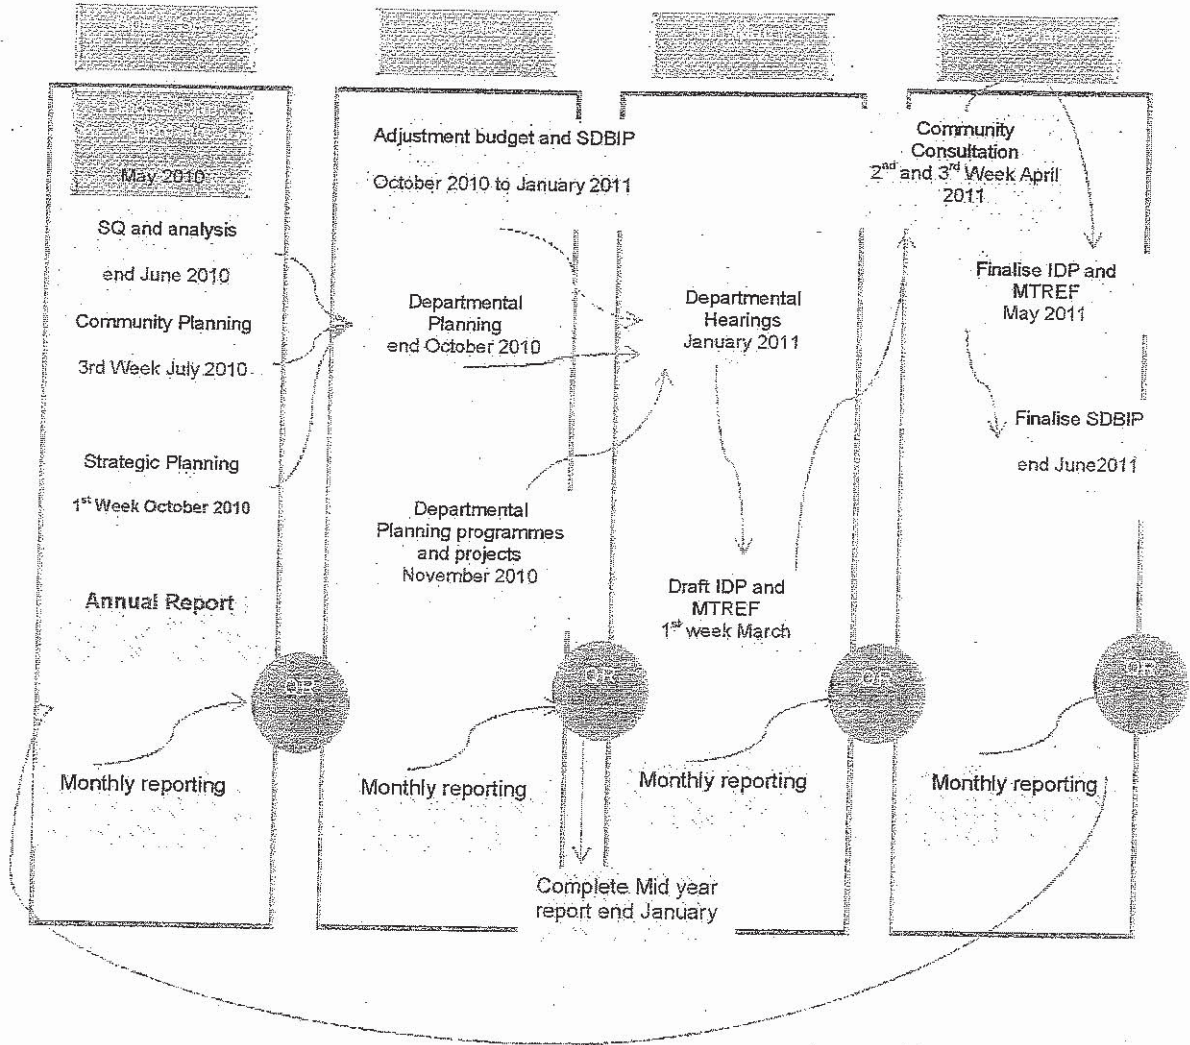 May 2010
SQ and analysis
end June 2010
Community Planning
3rd Week July 2010
Strategic Planning
1st Week October 2010
Annual Report
Monthly reporting
Adjustment budget and SDBIP
October 2010 to January 2011
Departmental
Planning
end October 2010
Departmental
Planning programmes
and projects
November 2010
Monthly reporting
Complete Mid year
report end January
Departmental
Hearings
January 2011
Draft IDP and
MTREF
1st week March
Monthly reporting
Community
Consultation
2nd and 3rd Week April
2011
Finalise IDP and
MTREF
May 2011
Finalise SDBIP
end June2011
Monthly reporting
QR
QR
QR
QR